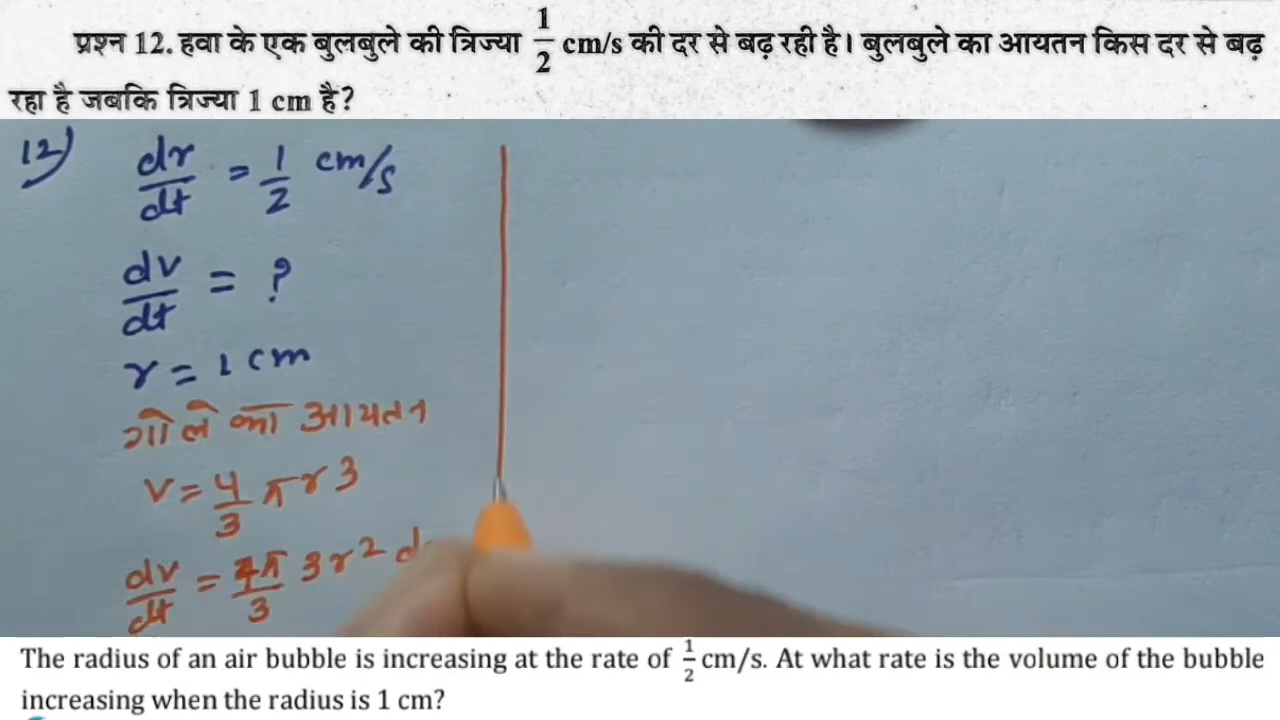 प्रश्न 12. हवा के एक बुलबुले की त्रिज्या 1/2 cm/s की दर से बढ़ रही है। बुलबुले का आयतन किस दर से बढ़
रहा है जबकि त्रिज्या 1 cm है?
12) dr/dt = 1/2 cm/s
dv/dt = ?
r = 1 cm
गोले का आयतन
v = 4/3 π r3
dv/dt = 4π/3 3r2
The radius of an air bubble is increasing at the rate of 1/2 cm/s. At what rate is the volume of the bubble
increasing when the radius is 1 cm?